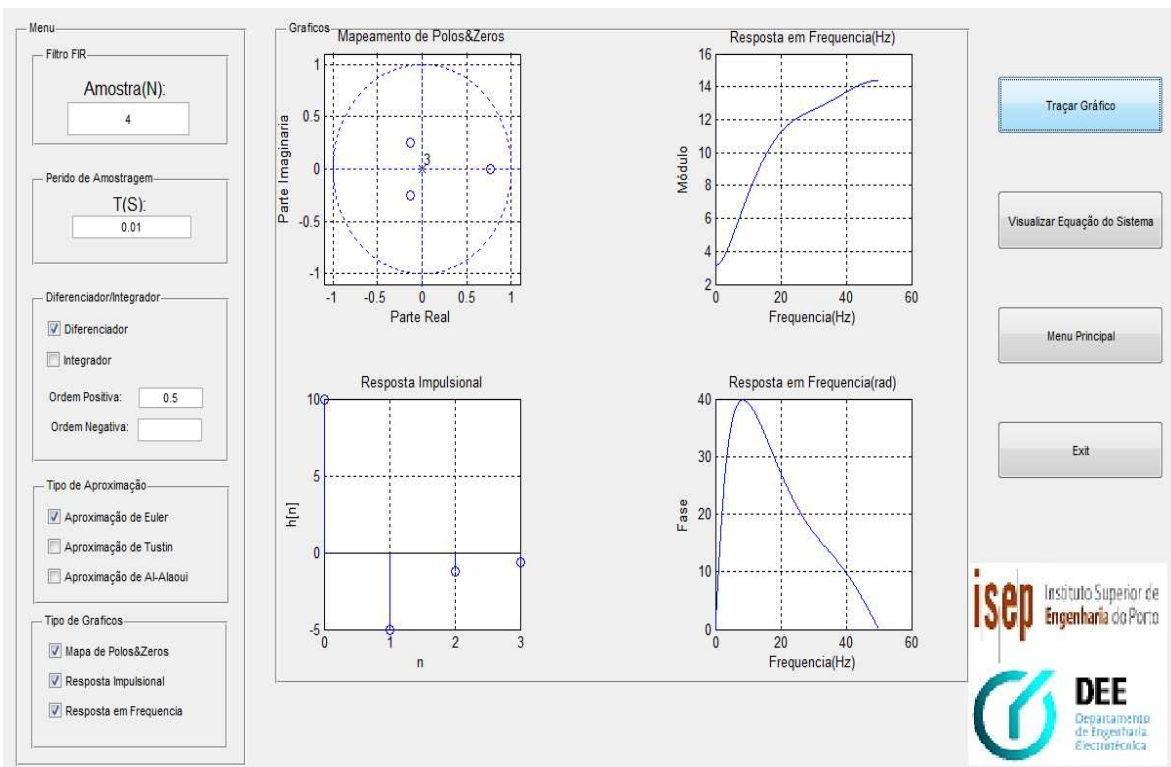 Menu
Filtro FIR
Amostra(N):
4
Perido de Amostragem
T(S):
0.01
Diferenciador/Integrador
Diferenciador
Integrador
Ordem Positiva:
0.5
Ordem Negativa:
Tipo de Aproximação
Aproximação de Euler
Aproximação de Tustin
Aproximação de Al-Alaoui
Tipo de Graficos
Mapa de Polos&Zeros
Resposta Impulsional
Resposta em Frequencia
Graficos
Mapeamento de Polos&Zeros
Parte Imaginaria
1
0.5
0
-0.5
-1
3
-1 -0.5 0 0.5 1
Parte Real
Resposta em Frequencia(Hz)
Módulo
16
14
12
10
8
6
4
2
0 20 40 60
Frequencia(Hz)
Resposta Impulsional
h[n]
10
5
0
-5
0 1 2 3
n
Resposta em Frequencia(rad)
Fase
40
30
20
10
0
0 20 40 60
Frequencia(Hz)
Traçar Gráfico
Visualizar Equação do Sistema
Menu Principal
Exit
isep
Instituto Superior de
Engenharia do Porto
DEE
Departamento
de Engenharia
Electrotécnica